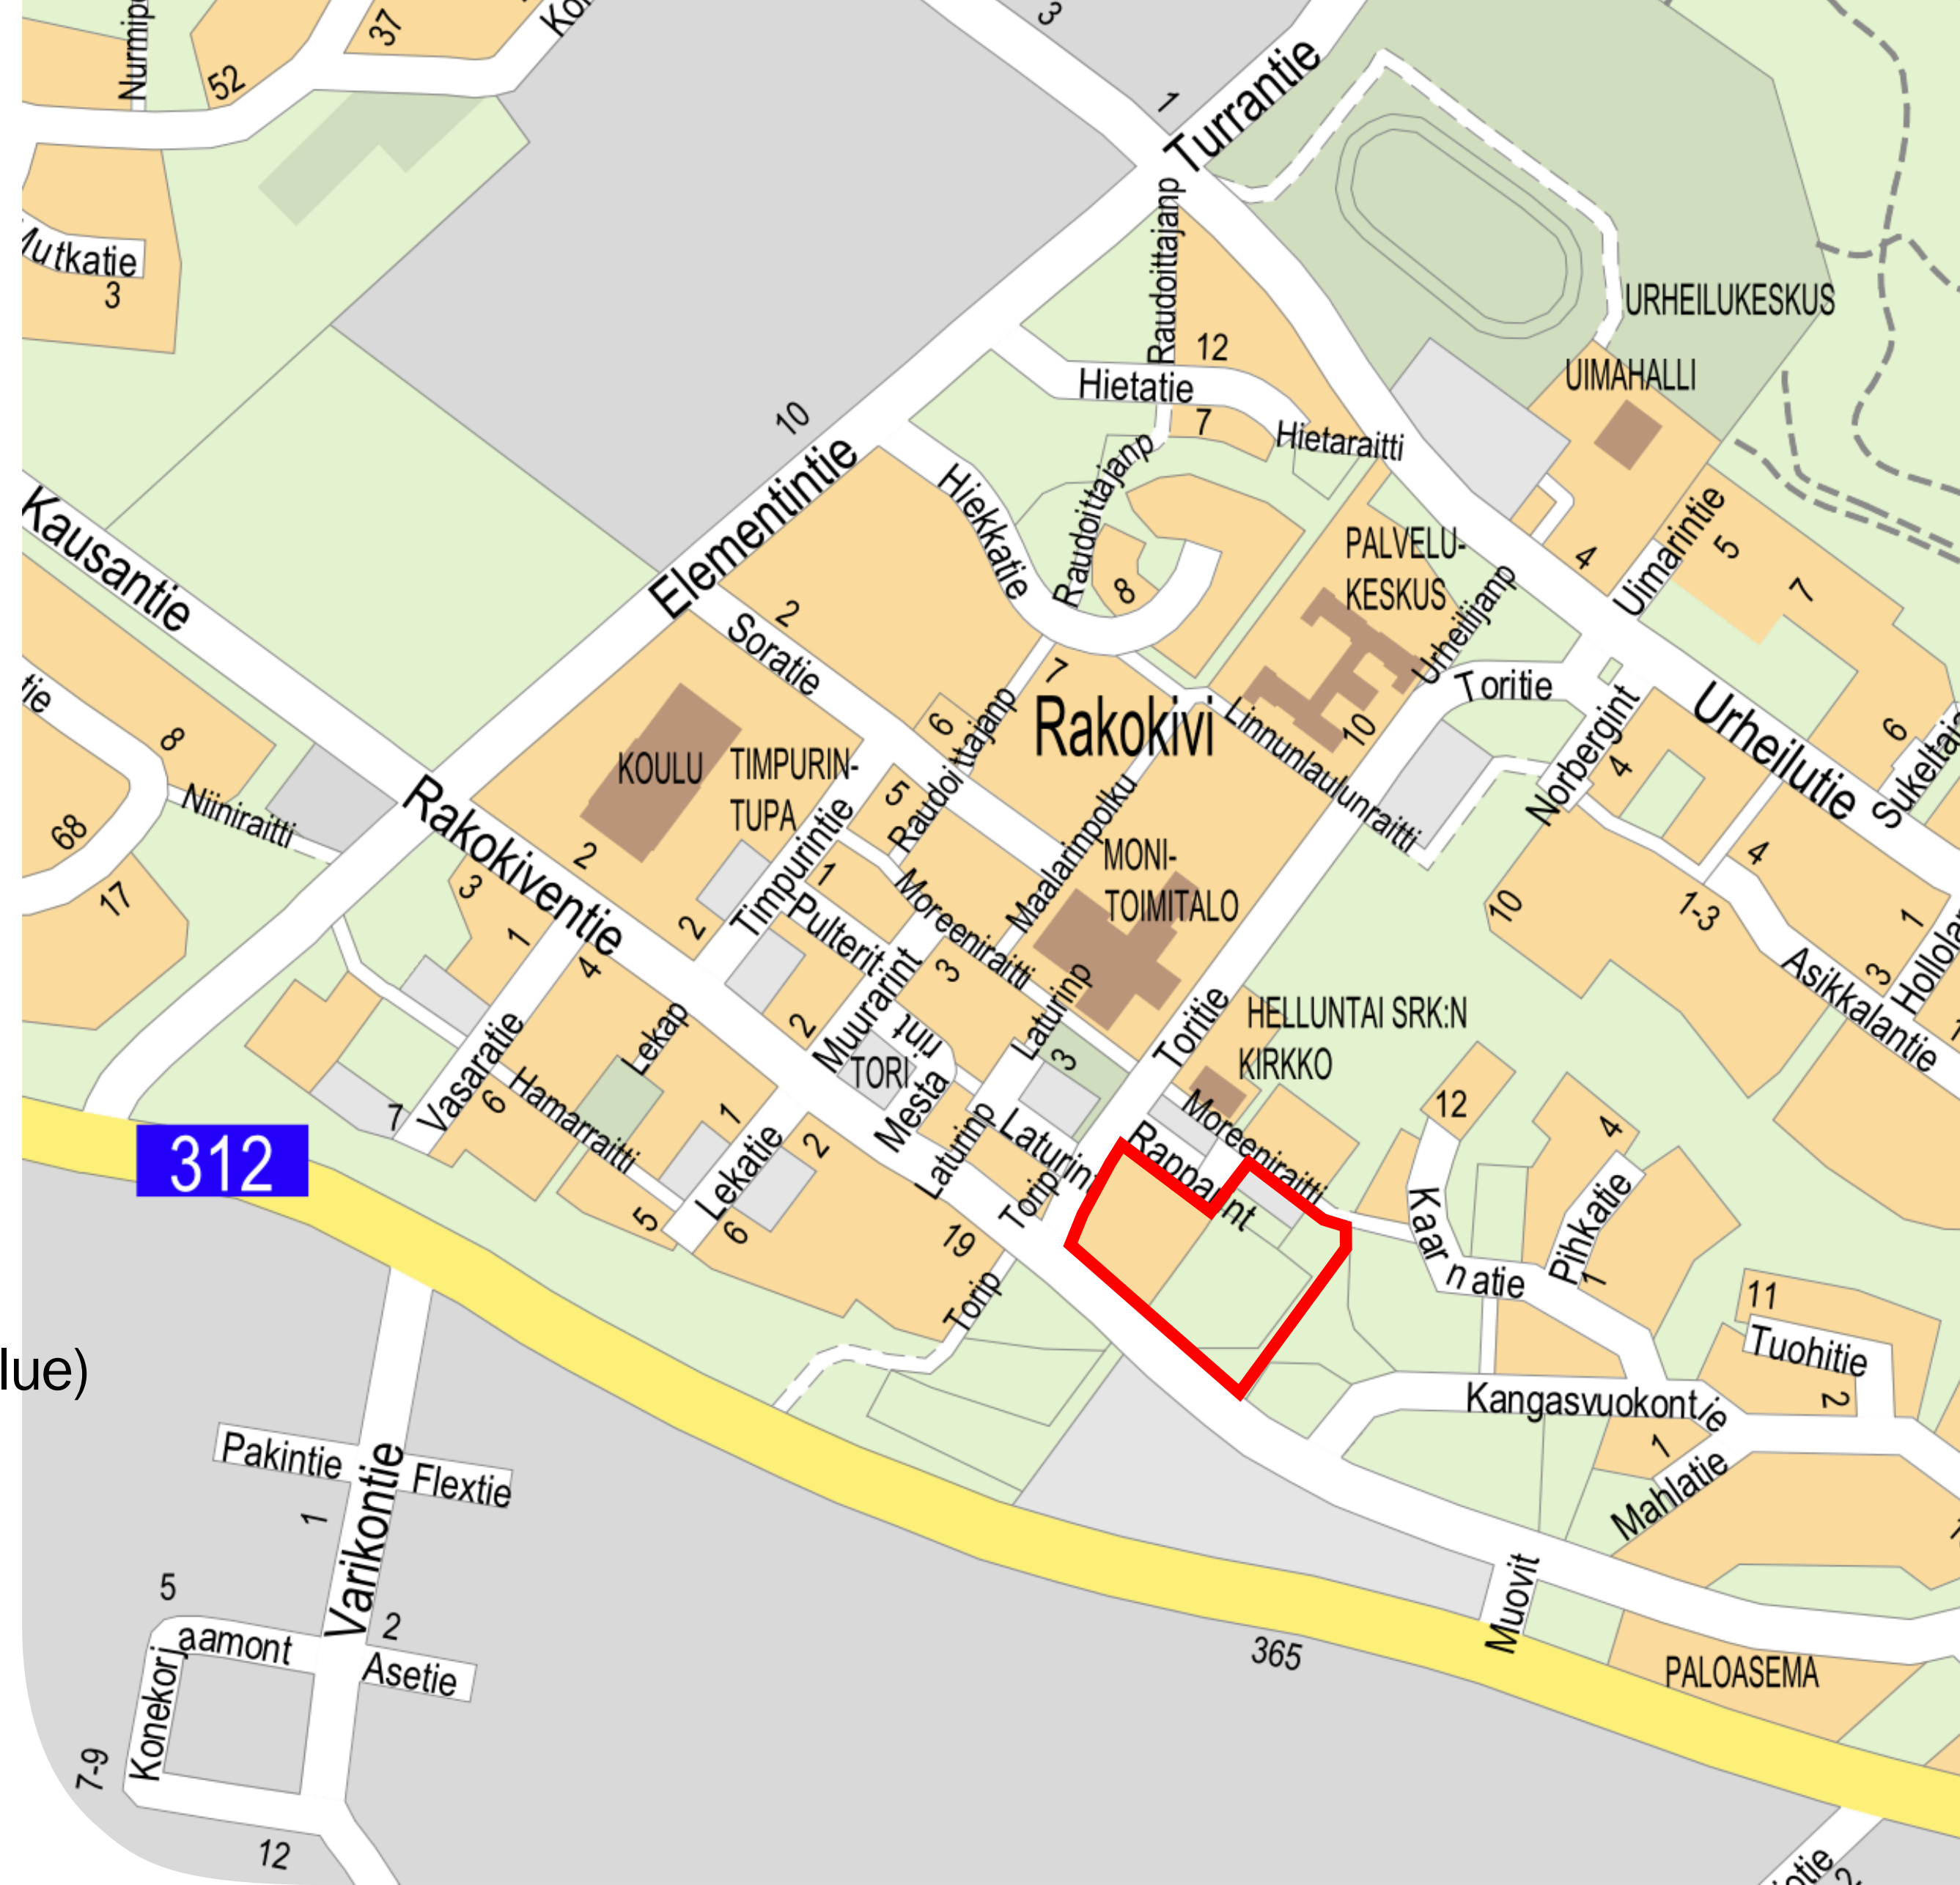 37
52
3
1
Turrantie
3
Raudoittajanp
URHEILUKESKUS
12
UIMAHALLI
Hietatie
7
10
Hietaraitti
Elementintie
Hiekkatie
Raudoittajanp
Kausantie
PALVELU-
KESKUS
4
Uimarintie
5
7
8
Urheilijanp
2
Soratie
7
Toritie
6
Rakokivi
Linnunlaulunraitti
10
Norbergint
Urheilutie
6
4
8
KOULU
TIMPURIN-
TUPA
Raudoittajanp
5
Maalarinpolku
68
Niiniraitti
Rakokiventie
2
Timpurintie
1
MONI-
TOIMITALO
4
17
3
1
2
Pulterit.
Moreeniraitti
10
1-3
1
4
3
3
Asikkalantie
Lekap
2
Muurarint
Laturinp
HELLUNTAI SRK:N
KIRKKO
Toritie
TORI
3
7
Vasaratie
6
Hamarraitti
1
2
Mesta
rint
Laturinp
Laturint
Moreeniraitti
Rappa nt
12
4
312
Lekatie
5
6
19
Torip
Torip
Kaar
natie
Pihkatie
1
11
Tuohitie
2
lue)
Kangasvuokontie
1
Mahlatie
Pakintie
Flextie
1
Varikontie
5
2
Konekorj
aamont
Asetie
7-9
12
365
Muovit
PALOASEMA